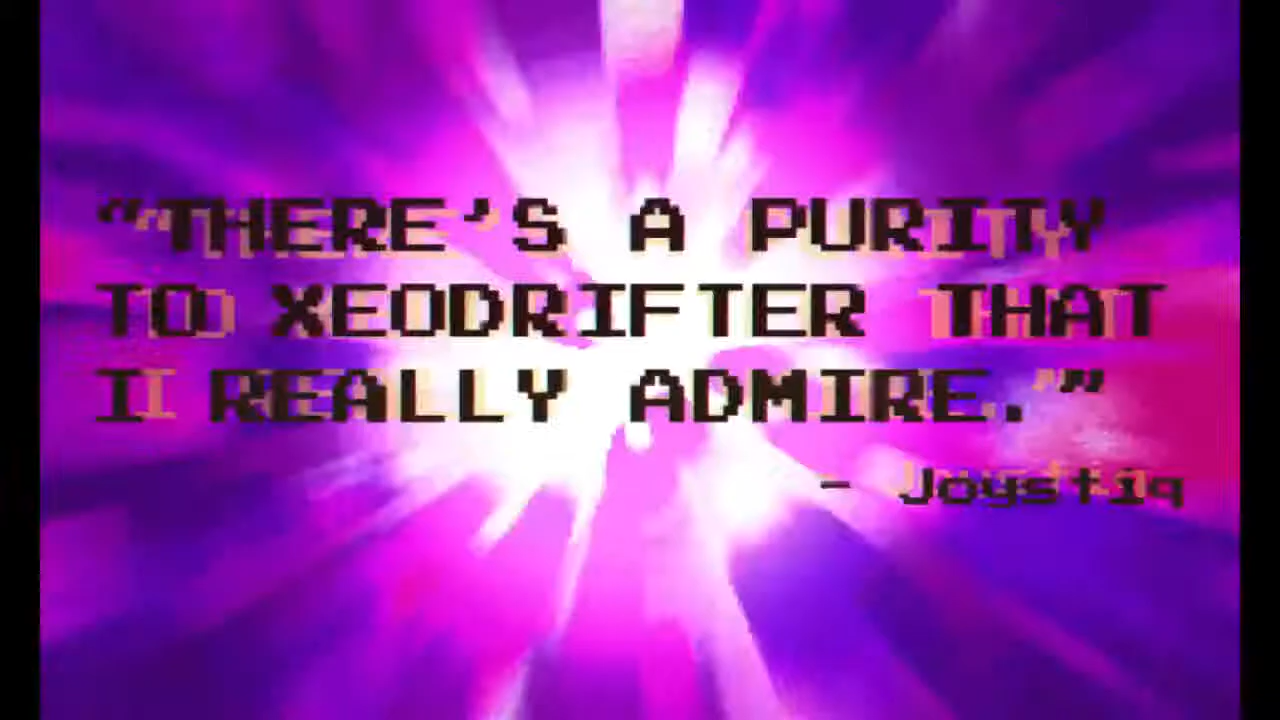 “THERE’S A PURITY
TO XEODRIFTER THAT
I REALLY ADMIRE.”
- Joystiq